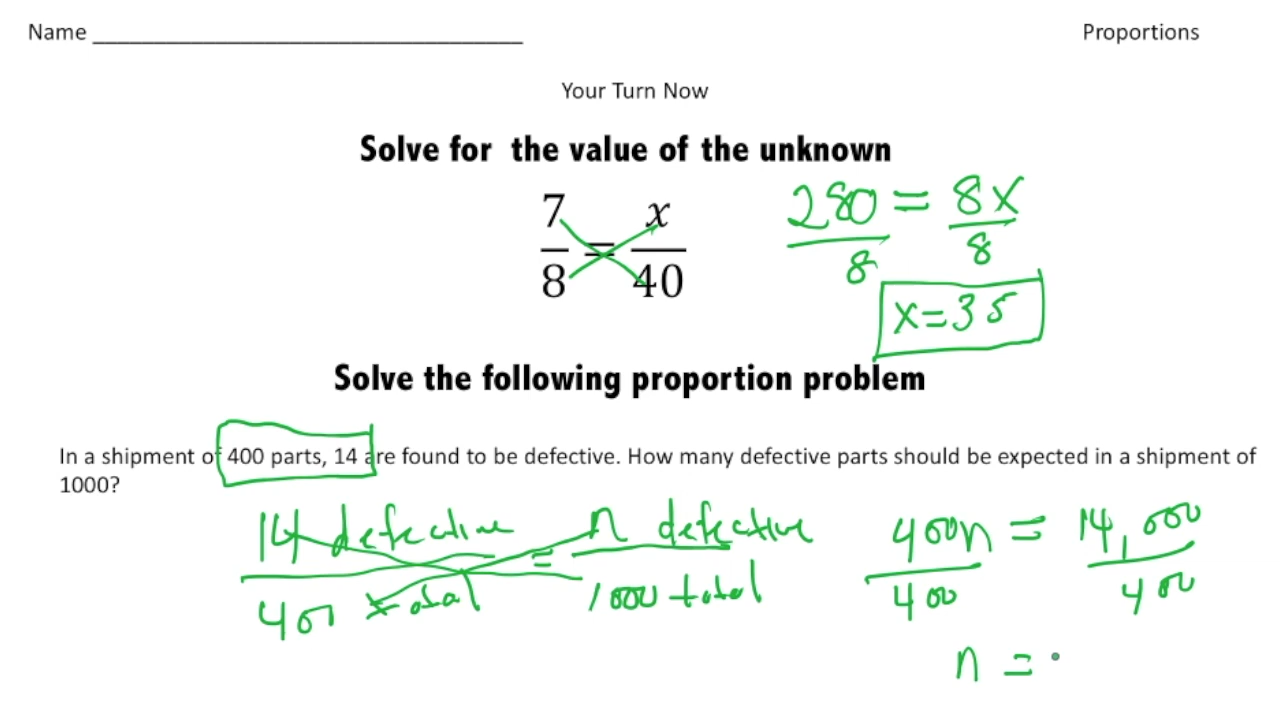 Name ___________________________________ Proportions
Your Turn Now
Solve for the value of the unknown
7/8 = x/40
280/8 = 8x/8
x=35
Solve the following proportion problem
In a shipment of 400 parts, 14 are found to be defective. How many defective parts should be expected in a shipment of
1000?
14 defective/400 total = n defective/1000 total
400n/400 = 14,000/400
n =